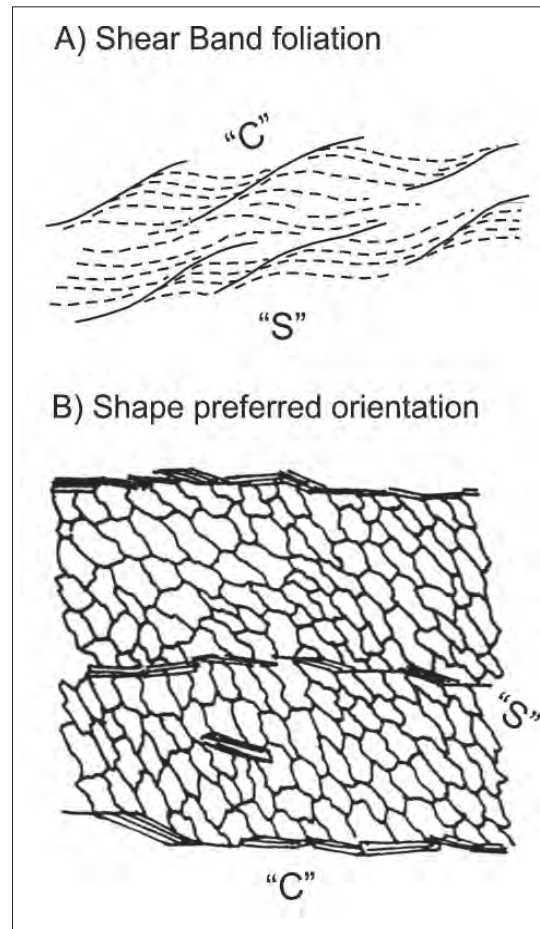 A) Shear Band foliation
“C”
“S”
B) Shape preferred orientation
“S”
“C”